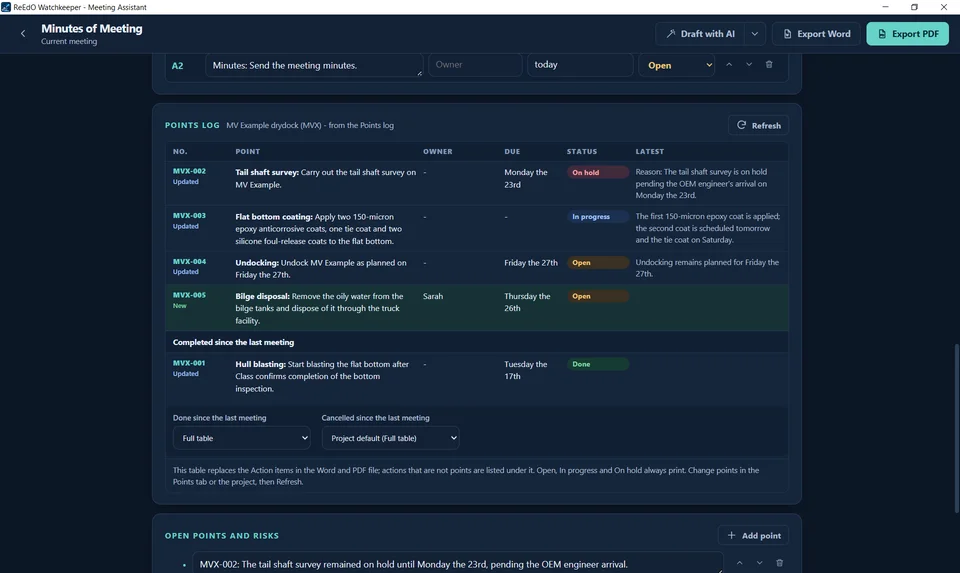 ReEdO Watchkeeper - Meeting Assistant
Minutes of Meeting
Current meeting
Draft with AI
Export Word
Export PDF
A2
Minutes: Send the meeting minutes.
Owner
today
Open
POINTS LOG MV Example drydock (MVX) - from the Points log
Refresh
NO. POINT OWNER DUE STATUS LATEST
MVX-002
Updated
Tail shaft survey: Carry out the tail shaft survey on
MV Example.
-
Monday the
23rd
On hold
Reason: The tail shaft survey is on hold
pending the OEM engineer's arrival on
Monday the 23rd.
MVX-003
Updated
Flat bottom coating: Apply two 150-micron
epoxy anticorrosive coats, one tie coat and two
silicone foul-release coats to the flat bottom.
-
-
In progress
The first 150-micron epoxy coat is applied;
the second coat is scheduled tomorrow
and the tie coat on Saturday.
MVX-004
Updated
Undocking: Undock MV Example as planned on
Friday the 27th.
-
Friday the 27th
Open
Undocking remains planned for Friday the
27th.
MVX-005
New
Bilge disposal: Remove the oily water from the
bilge tanks and dispose of it through the truck
facility.
Sarah
Thursday the
26th
Open
Completed since the last meeting
MVX-001
Updated
Hull blasting: Start blasting the flat bottom after
Class confirms completion of the bottom
inspection.
-
Tuesday the
17th
Done
Done since the last meeting
Full table
Cancelled since the last meeting
Project default (Full table)
This table replaces the Action items in the Word and PDF file; actions that are not points are listed under it. Open, In progress and On hold always print. Change points in the
Points tab or the project, then Refresh.
OPEN POINTS AND RISKS
Add point
MVX-002: The tail shaft survey remained on hold until Monday the 23rd, pending the OEM engineer arrival.